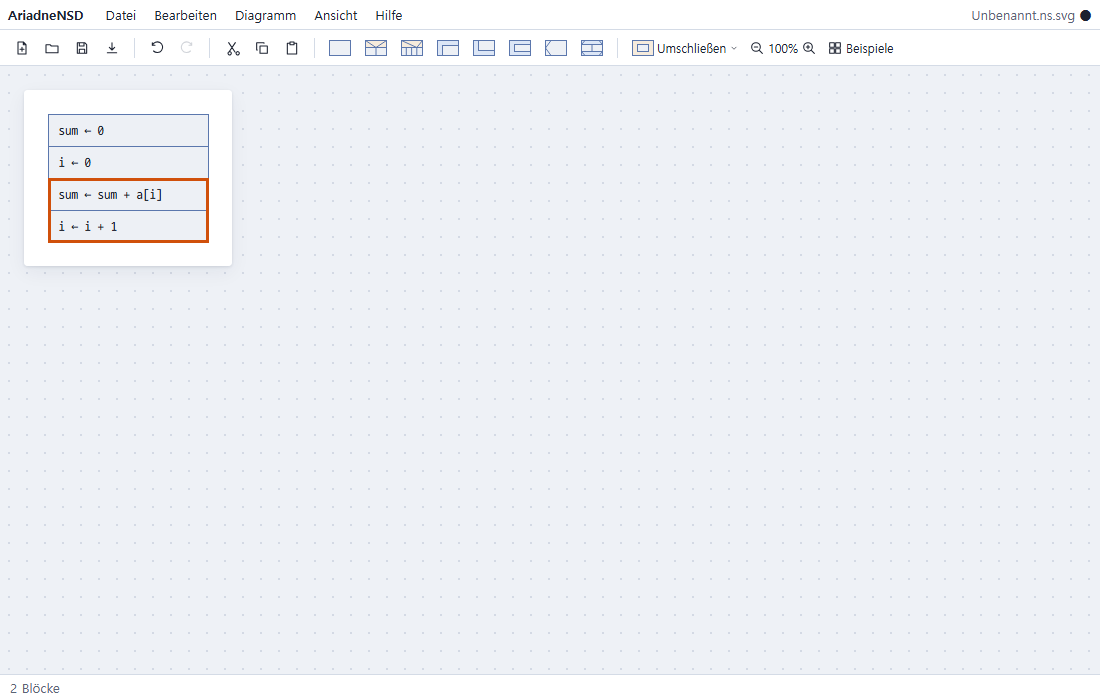 AriadneNSD Datei Bearbeiten Diagramm Ansicht Hilfe Unbenannt.ns.svg
Umschließen 100% Beispiele
sum ← 0
i ← 0
sum ← sum + a[i]
i ← i + 1
2 Blöcke